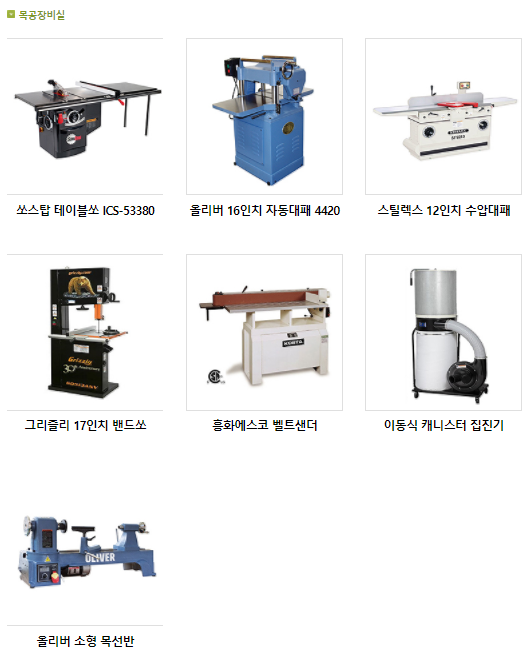 목공장비실
쏘스탑 테이블쏘 ICS-53380
올리버 16인치 자동대패 4420
스틸렉스 12인치 수압대패
그리즐리 17인치 밴드쏘
흥화에스코 벨트샌더
이동식 캐니스터 집진기
OLIVER
올리버 소형 목선반